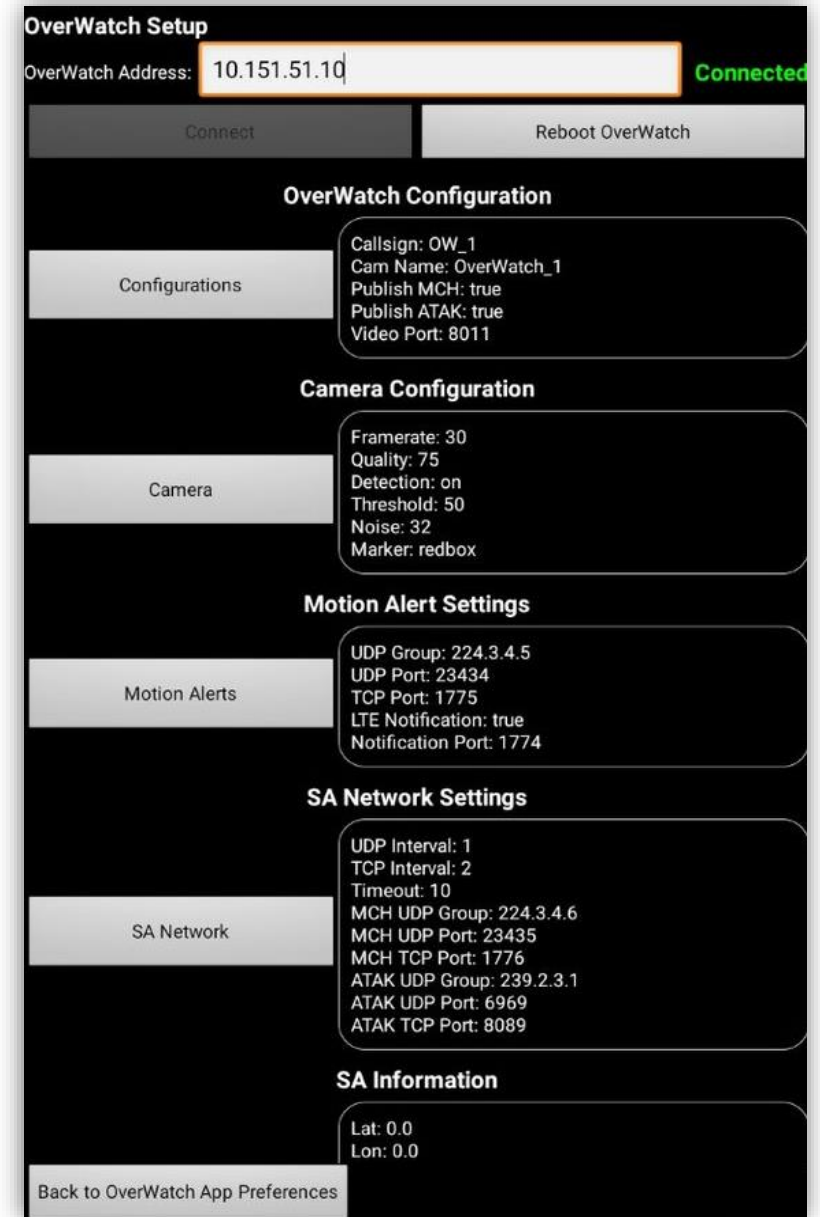 OverWatch Setup
OverWatch Address: 10.151.51.10 Connected
Connect Reboot OverWatch
OverWatch Configuration
Configurations
Callsign: OW_1
Cam Name: OverWatch_1
Publish MCH: true
Publish ATAK: true
Video Port: 8011
Camera Configuration
Camera
Framerate: 30
Quality: 75
Detection: on
Threshold: 50
Noise: 32
Marker: redbox
Motion Alert Settings
Motion Alerts
UDP Group: 224.3.4.5
UDP Port: 23434
TCP Port: 1775
LTE Notification: true
Notification Port: 1774
SA Network Settings
SA Network
UDP Interval: 1
TCP Interval: 2
Timeout: 10
MCH UDP Group: 224.3.4.6
MCH UDP Port: 23435
MCH TCP Port: 1776
ATAK UDP Group: 239.2.3.1
ATAK UDP Port: 6969
ATAK TCP Port: 8089
SA Information
Lat: 0.0
Lon: 0.0
Back to OverWatch App Preferences